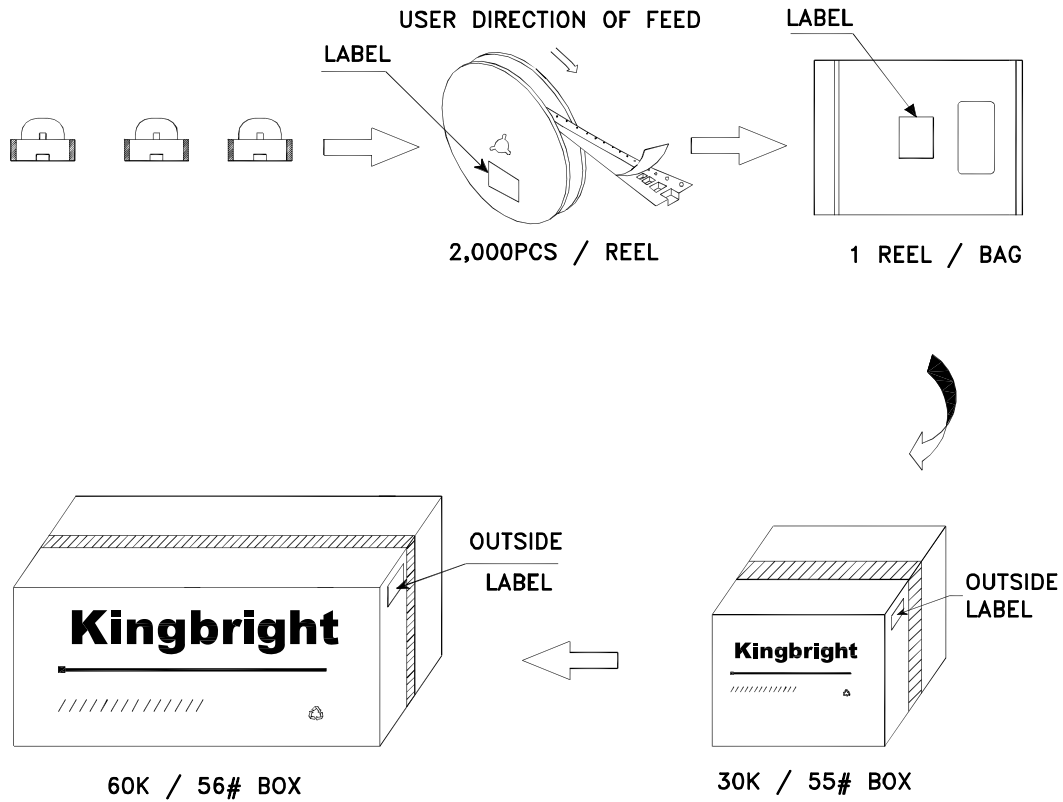 USER DIRECTION OF FEED
LABEL
LABEL
2,000PCS / REEL
1 REEL / BAG
OUTSIDE
LABEL
Kingbright
60K / 56# BOX
OUTSIDE
LABEL
Kingbright
30K / 55# BOX